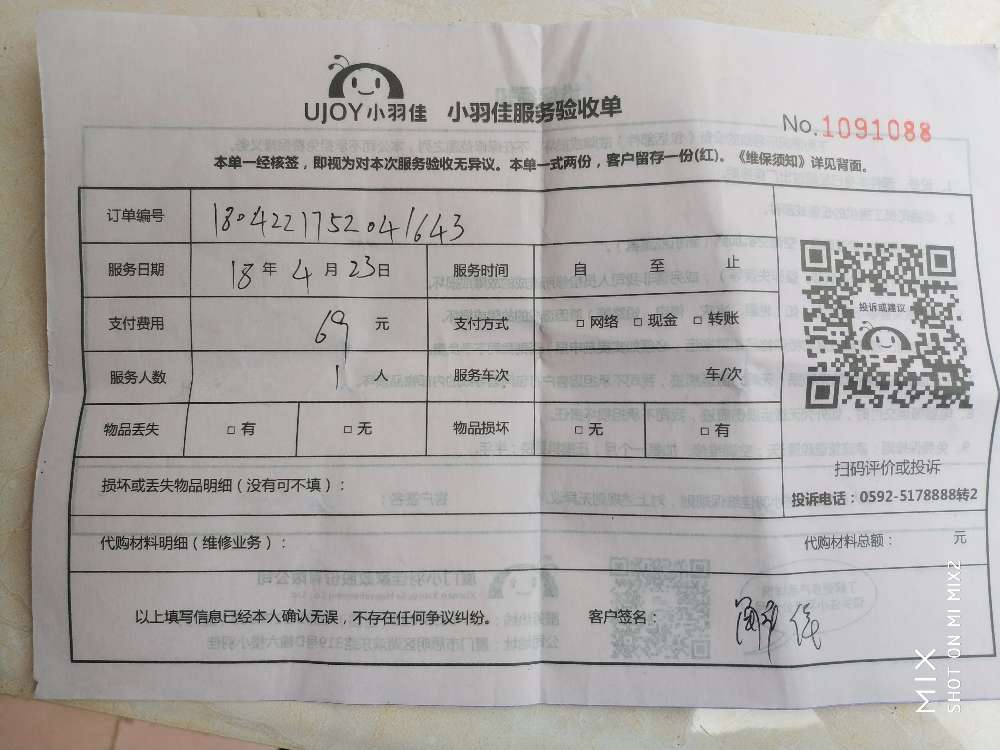 UJOY小羽佳 小羽佳服务验收单
No.1091088
本单一经核签，即视为对本次服务验收无异议。本单一式两份，客户留存一份(红)。《维保须知》详见背面。
订单编号 1804221752041643
服务日期 18 年 4 月 23 日 服务时间 自 至 止
投诉或建议
支付费用 69 元 支付方式 □ 网络 □ 现金 □ 转账
服务人数 1 人 服务车次 车/次
物品丢失 □ 有 □ 无 物品损坏 □ 无 □ 有
扫码评价或投诉
损坏或丢失物品明细（没有可不填）：
投诉电话：0592-5178888转2
代购材料明细（维修业务）： 代购材料总额： 元
以上填写信息已经本人确认无误，不存在任何争议纠纷。 客户签名：
MIX
SHOT ON MI MIX2